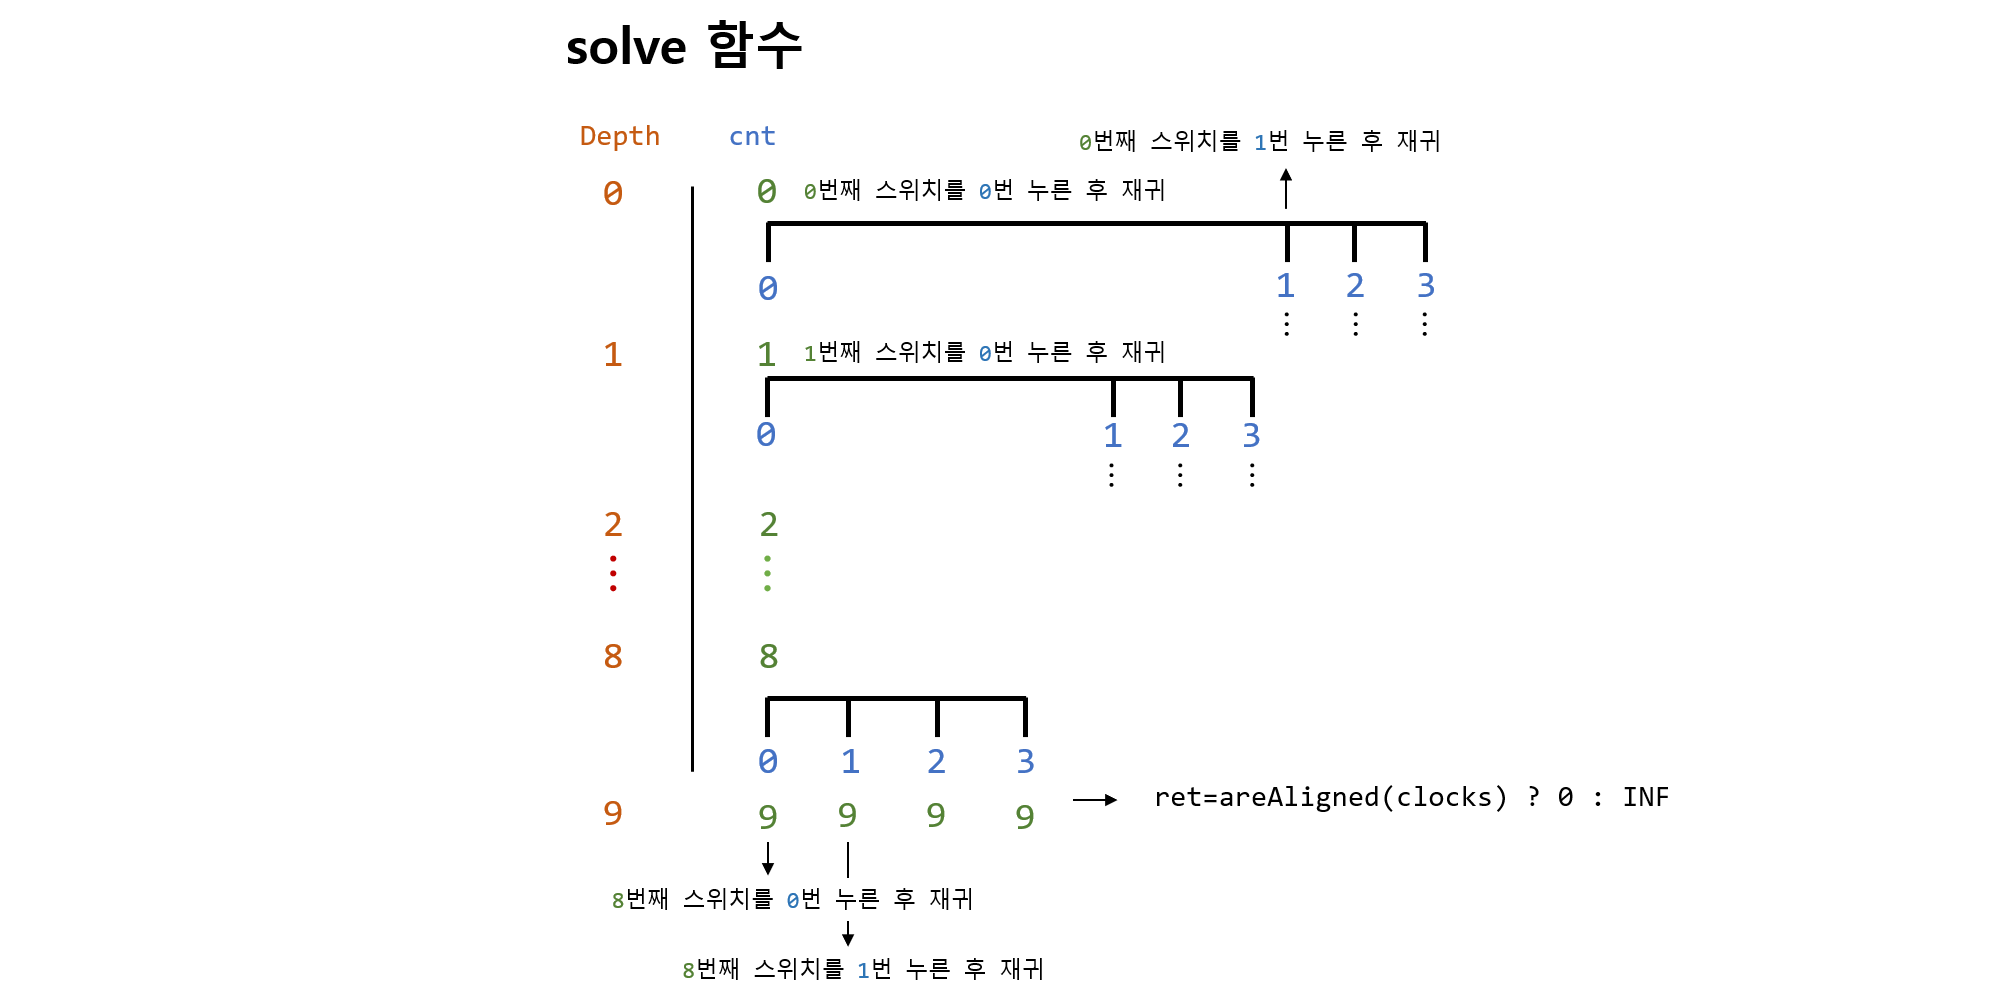 solve 함수
Depth cnt
0번째 스위치를 1번 누른 후 재귀
0 0 0번째 스위치를 0번 누른 후 재귀
0 1 2 3
1 1 1번째 스위치를 0번 누른 후 재귀
0 1 2 3
2 2
8 8
0 1 2 3
9 9 9 9 9
ret=areAligned(clocks) ? 0 : INF
8번째 스위치를 0번 누른 후 재귀
8번째 스위치를 1번 누른 후 재귀